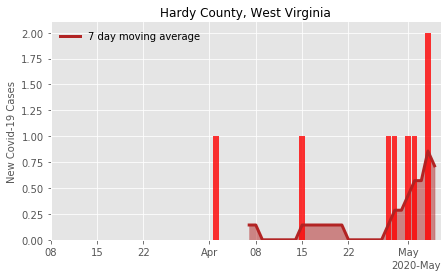 Hardy County, West Virginia
7 day moving average
New Covid-19 Cases
2.00
1.75
1.50
1.25
1.00
0.75
0.50
0.25
0.00
08 15 22 Apr 08 15 22 May
2020-May